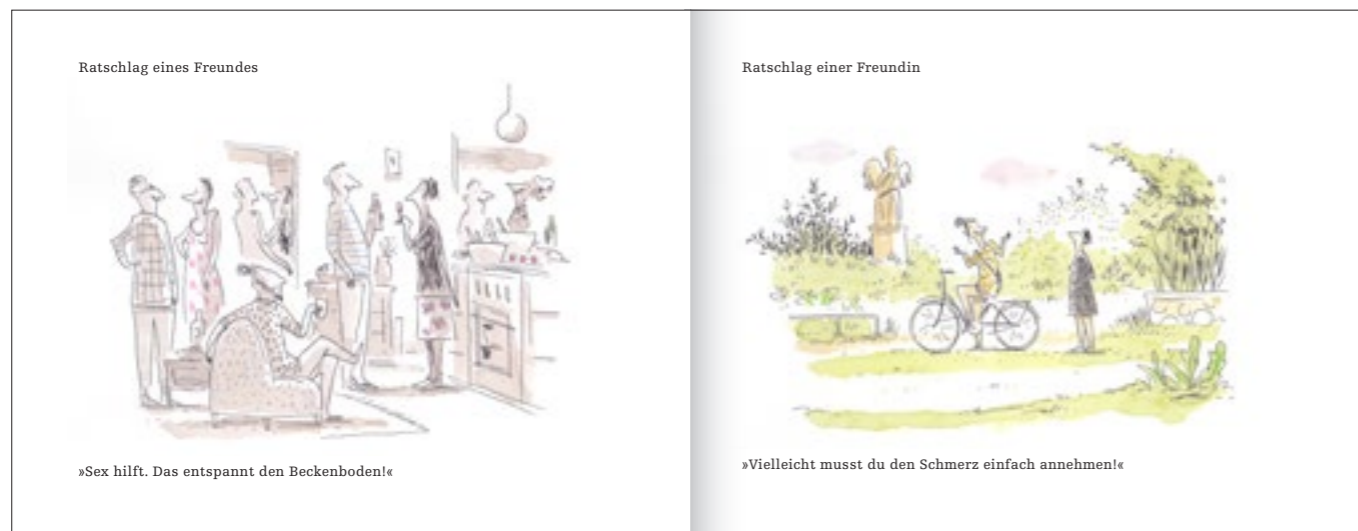 Ratschlag eines Freundes
»Sex hilft. Das entspannt den Beckenboden!«
Ratschlag einer Freundin
»Vielleicht musst du den Schmerz einfach annehmen!«